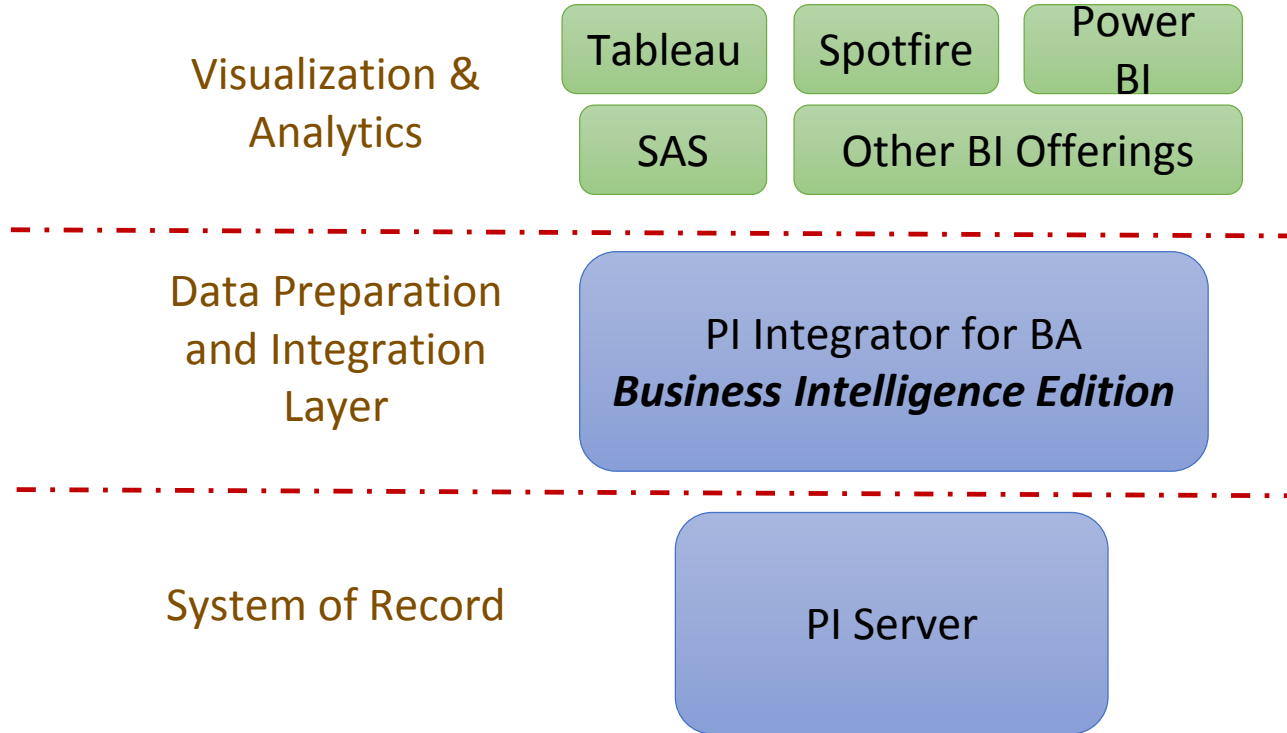 Visualization &
Analytics
Tableau
Spotfire
Power
BI
SAS
Other BI Offerings
Data Preparation
and Integration
Layer
PI Integrator for BA
Business Intelligence Edition
System of Record
PI Server